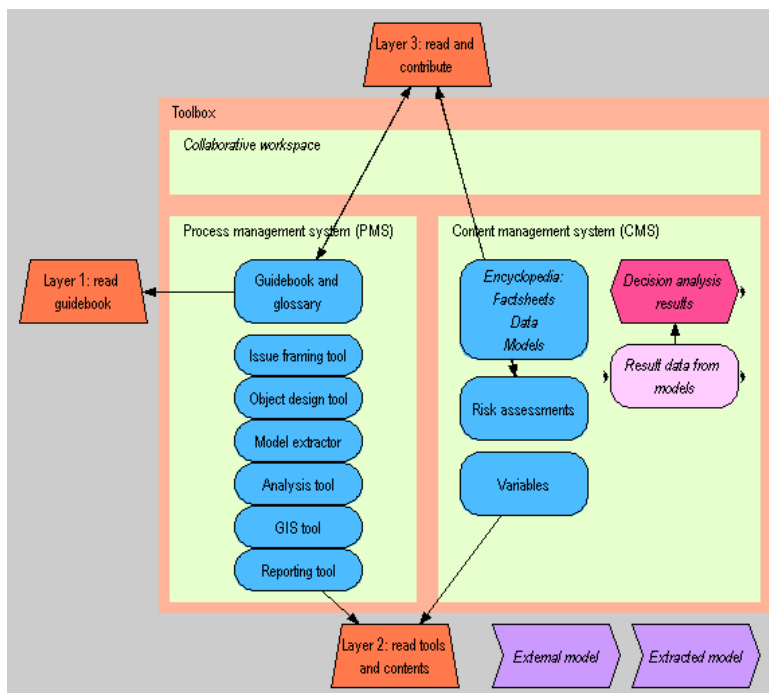 Layer 3: read and
contribute
Toolbox
Collaborative workspace
Process management system (PMS)
Content management system (CMS)
Layer 1: read
guidebook
Guidebook and
glossary
Issue framing tool
Object design tool
Model extractor
Analysis tool
GIS tool
Reporting tool
Encyclopedia:
Factsheets
Data
Models
Risk assessments
Variables
Decision analysis
results
Result data from
models
Layer 2: read tools
and contents
External model
Extracted model